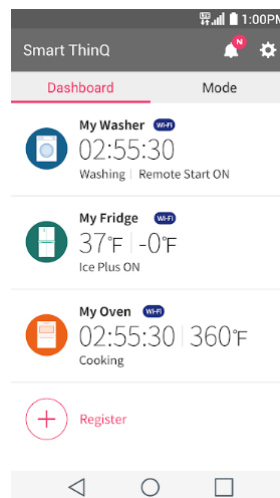 1:00PM
Smart ThinQ
N
Dashboard Mode
My Washer Wi-Fi
02:55:30
Washing | Remote Start ON
My Fridge Wi-Fi
37°F | -0°F
Ice Plus ON
My Oven Wi-Fi
02:55:30 | 360°F
Cooking
Register